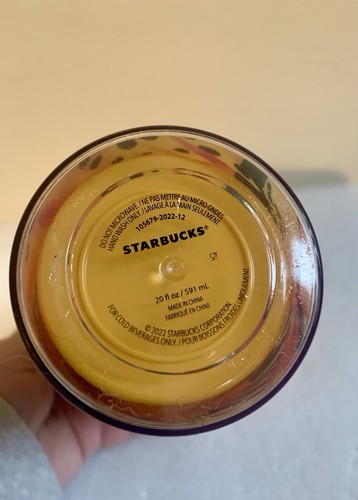 DO NOT MICROWAVE / NE PAS METTRE AU MICRO-ONDES
HAND WASH ONLY / LAVAGE À LA MAIN SEULEMENT
105679-2022-12
STARBUCKS®
20 fl oz / 591 mL
MADE IN CHINA
FABRIQUÉ EN CHINE
© 2022 STARBUCKS CORPORATION
FOR COLD BEVERAGES ONLY. / POUR BOISSONS FROIDES UNIQUEMENT